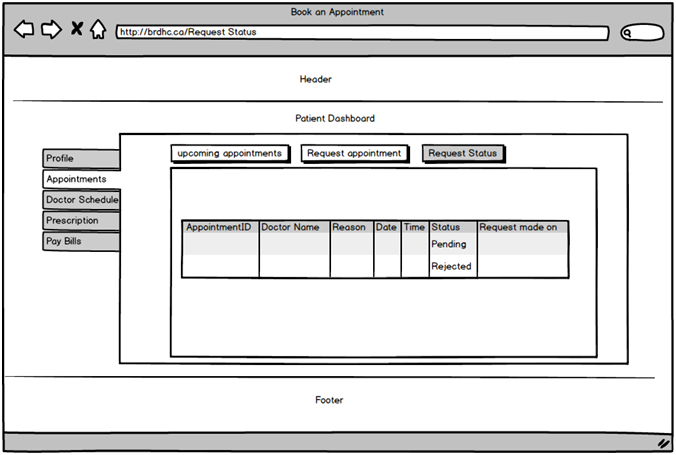 Book an Appointment
http://brdhc.ca/Request Status
Header
Patient Dashboard
Profile
Appointments
Doctor Schedule
Prescription
Pay Bills
upcoming appointments Request appointment Request Status
AppointmentID Doctor Name Reason Date Time Status Request made on
Pending
Rejected
Footer